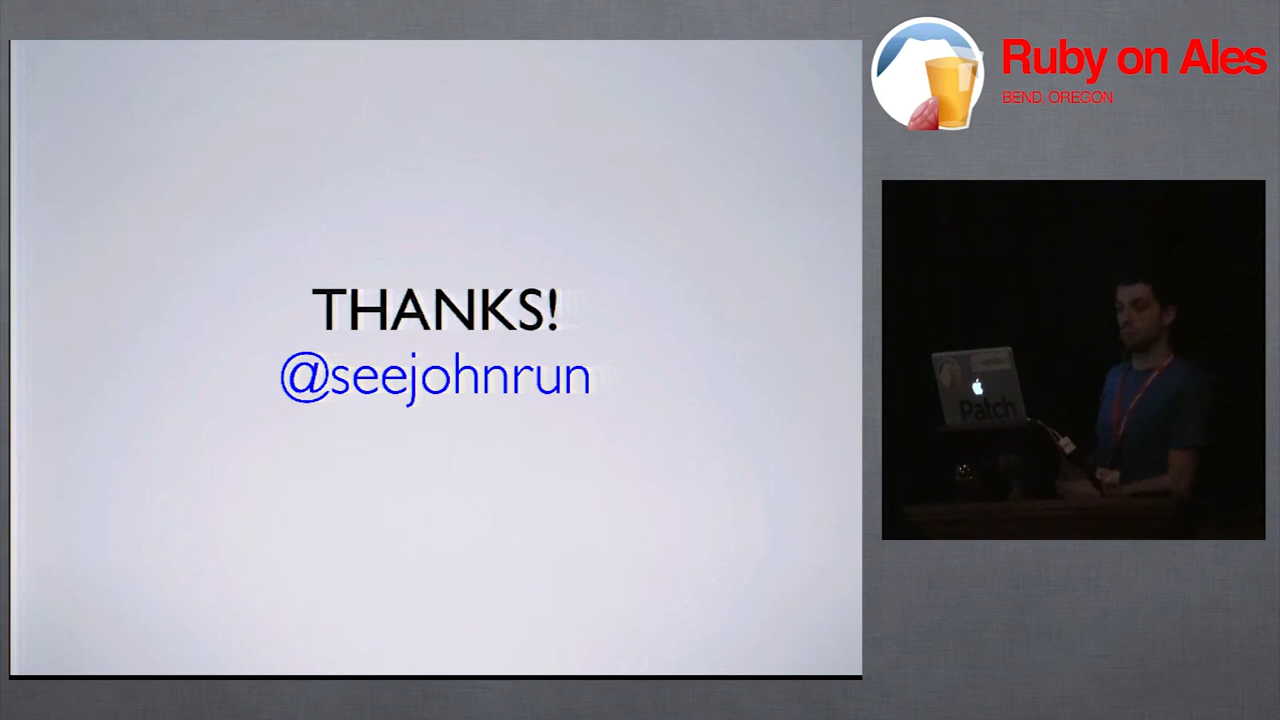 THANKS!
@seejohnrun
Ruby on Ales
BEND, OREGON
Patch